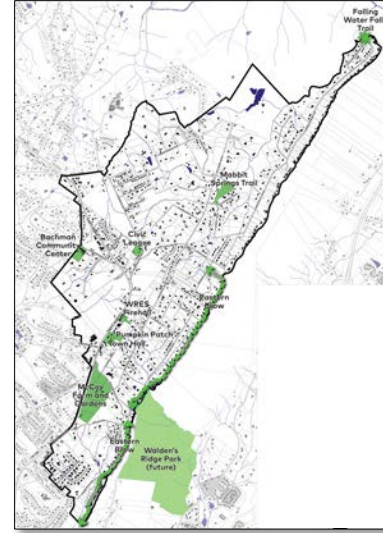 Falling
Water Falls
Trail
Mabbit
Springs Trail
Civic
League
Bachman
Community
Center
Eastern
Brow
WRES
Firehall
Pumpkin Patch
Town Hall
McCoy
Farm and
Gardens
Eastern
Brow
Walden's
Ridge Park
(future)